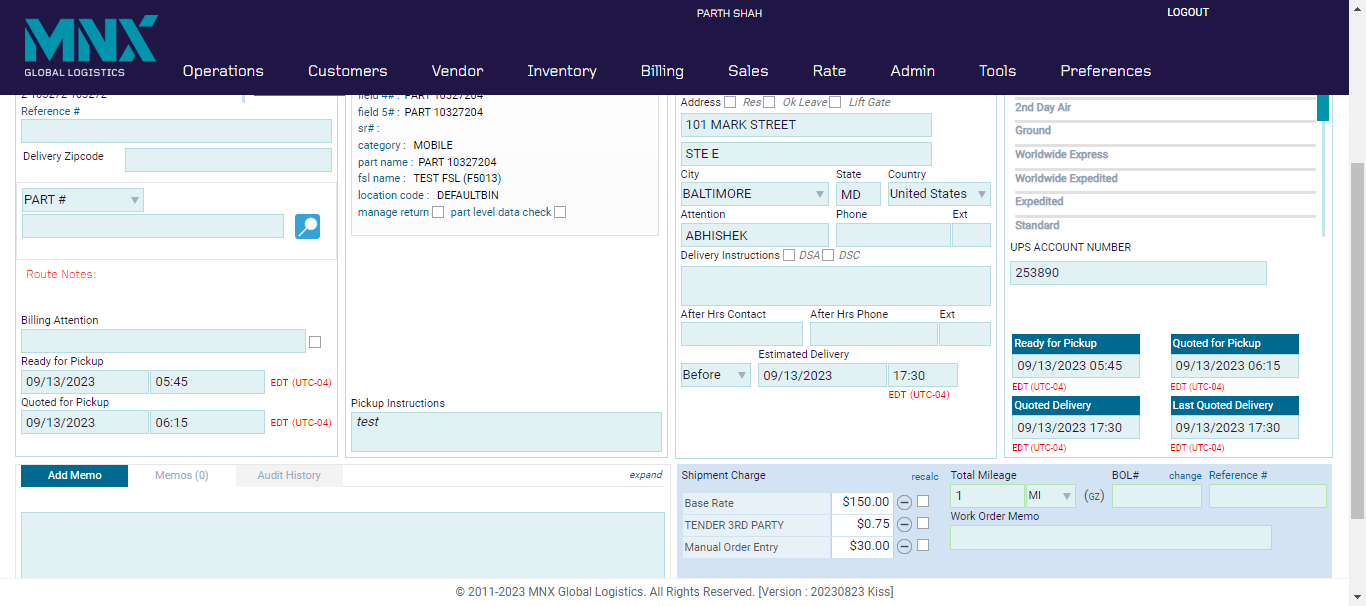 PARTH SHAH
LOGOUT
MNX
GLOBAL LOGISTICS
Operations
Customers
Vendor
Inventory
Billing
Sales
Rate
Admin
Tools
Preferences
Reference #
Delivery Zipcode
PART #
Route Notes:
Billing Attention
Ready for Pickup
09/13/2023 05:45 EDT (UTC-04)
Quoted for Pickup
09/13/2023 06:15 EDT (UTC-04)
field 4# : PART 10327204
field 5# : PART 10327204
sr# :
category : MOBILE
part name : PART 10327204
fsl name : TEST FSL (F5013)
location code : DEFAULTBIN
manage return part level data check
Pickup Instructions
test
Address Res Ok Leave Lift Gate
101 MARK STREET
STE E
City State Country
BALTIMORE MD United States
Attention Phone Ext
ABHISHEK
Delivery Instructions DSA DSC
After Hrs Contact After Hrs Phone Ext
Estimated Delivery
Before 09/13/2023 17:30
EDT (UTC-04)
2nd Day Air
Ground
Worldwide Express
Worldwide Expedited
Expedited
Standard
UPS ACCOUNT NUMBER
253890
Ready for Pickup Quoted for Pickup
09/13/2023 05:45 09/13/2023 06:15
EDT (UTC-04) EDT (UTC-04)
Quoted Delivery Last Quoted Delivery
09/13/2023 17:30 09/13/2023 17:30
EDT (UTC-04) EDT (UTC-04)
Add Memo Memos (0) Audit History expand
Shipment Charge recalc
Base Rate $150.00
TENDER 3RD PARTY $0.75
Manual Order Entry $30.00
Total Mileage BOL# change Reference #
1 MI (GZ)
Work Order Memo
© 2011-2023 MNX Global Logistics. All Rights Reserved. [Version : 20230823 Kiss]